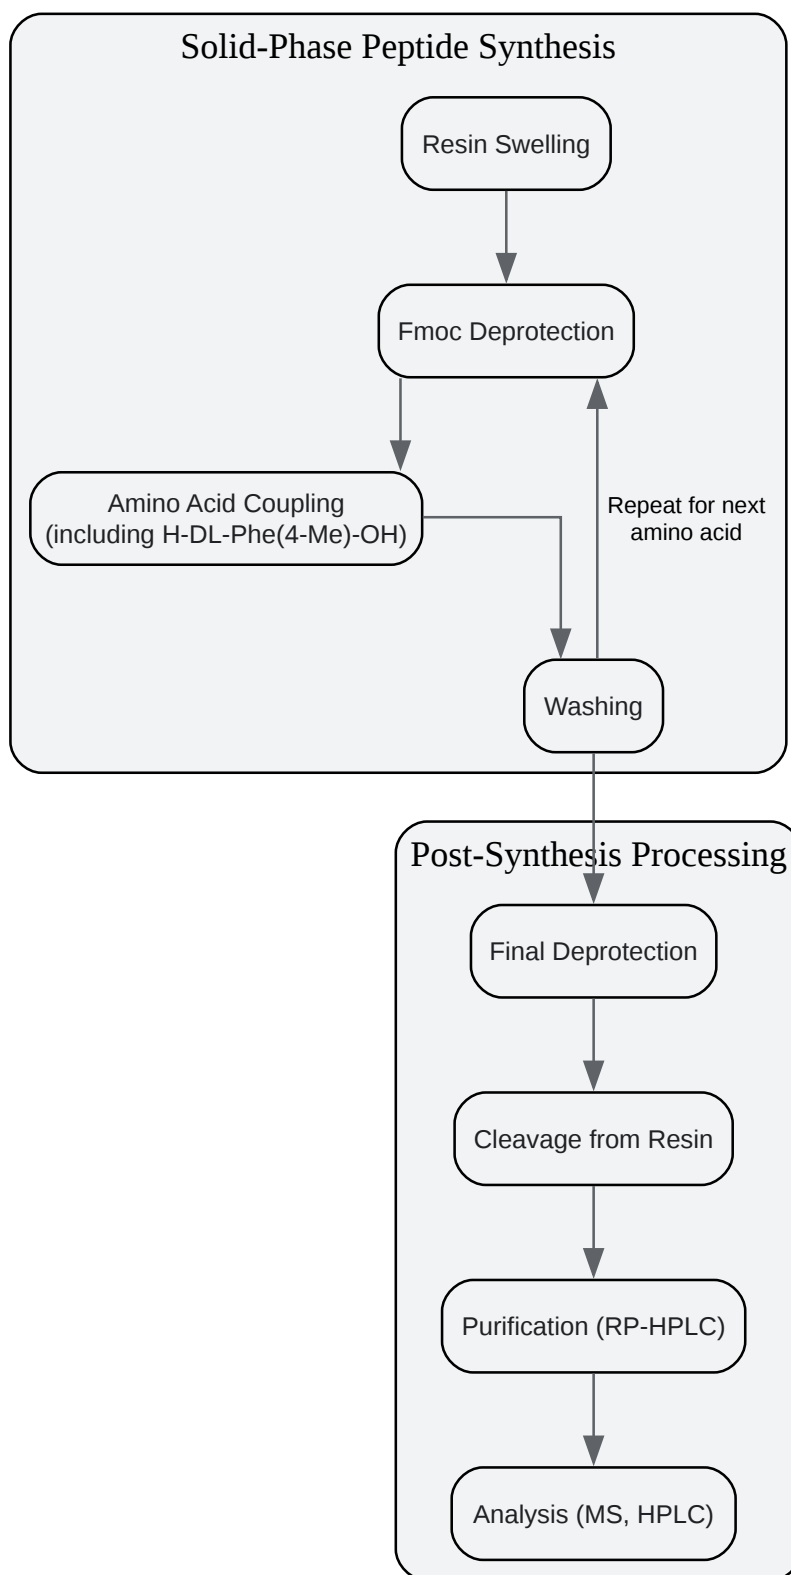 Solid-Phase Peptide Synthesis
Resin Swelling
Fmoc Deprotection
Amino Acid Coupling
(including H-DL-Phe(4-Me)-OH)
Repeat for next
amino acid
Washing
Post-Synthesis Processing
Final Deprotection
Cleavage from Resin
Purification (RP-HPLC)
Analysis (MS, HPLC)